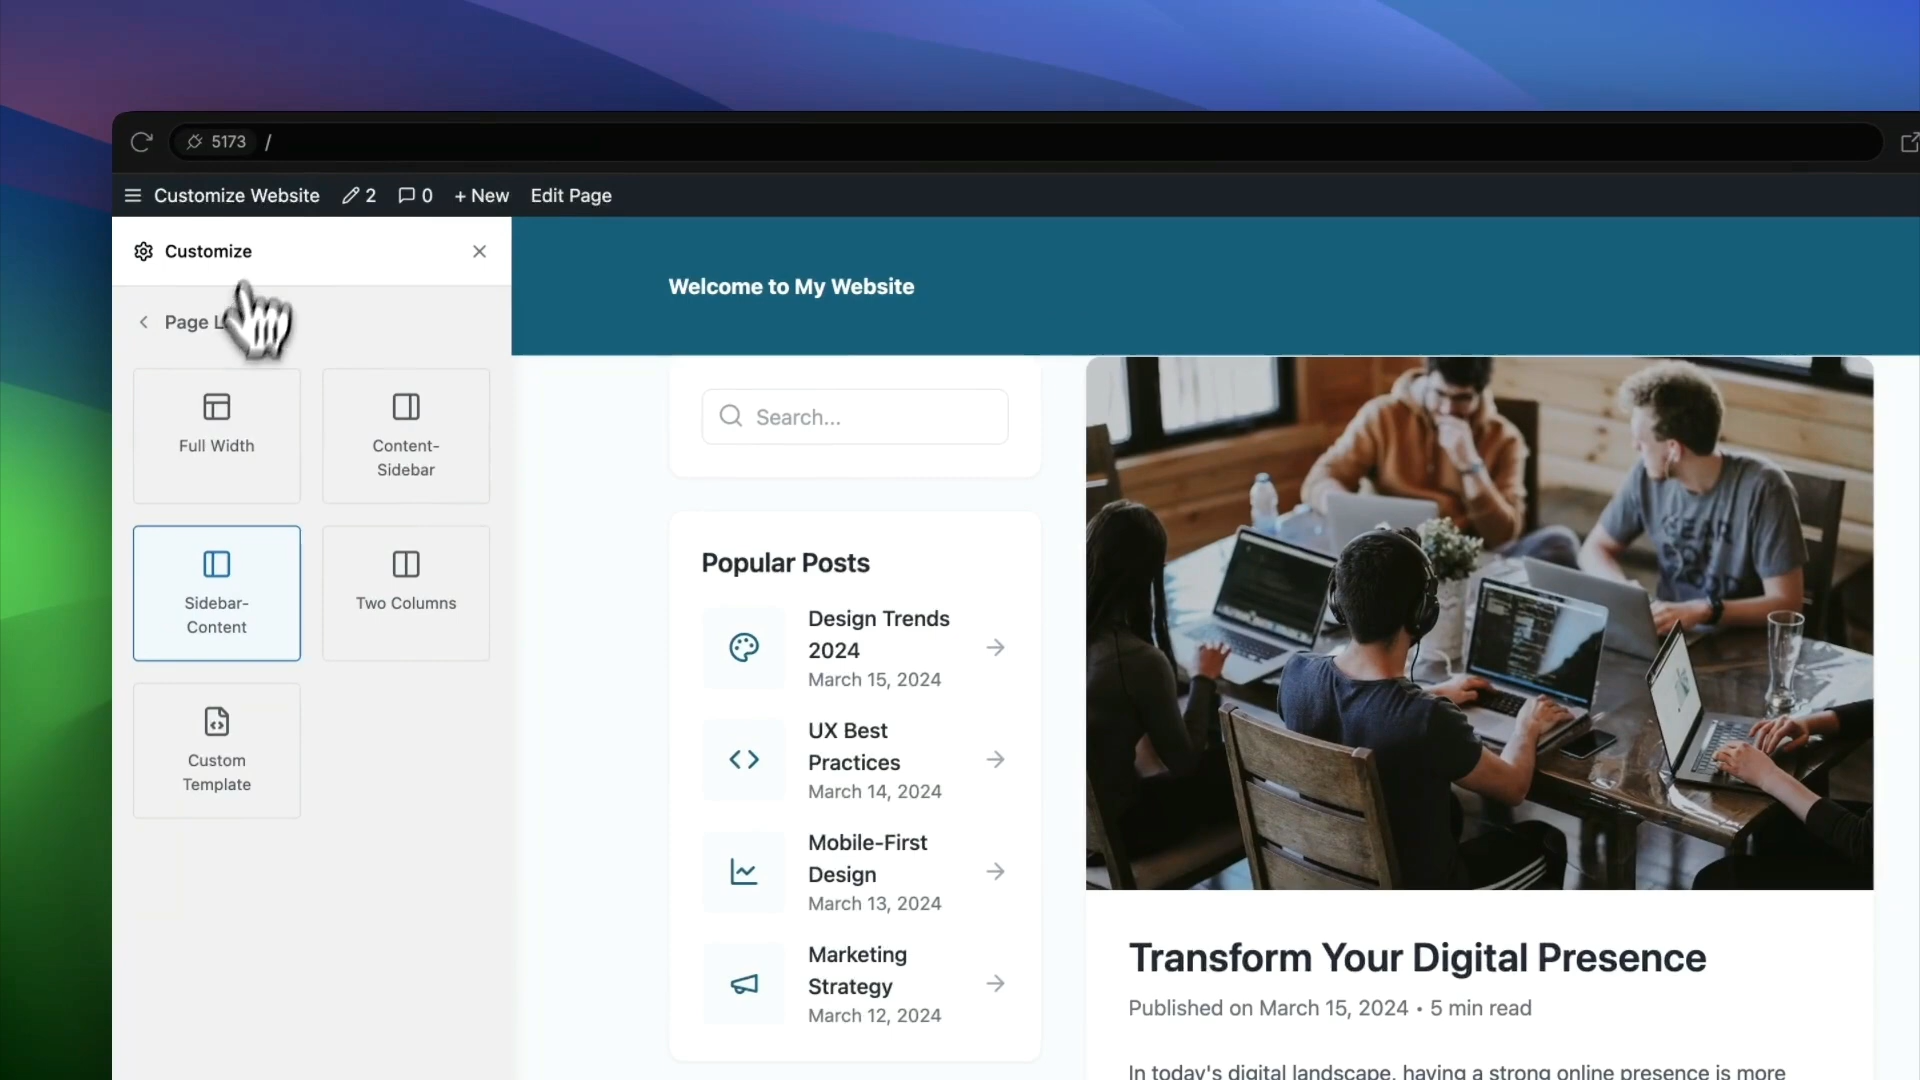 5173 /
Customize Website 2 0 + New Edit Page
Customize
Page
Full Width
Content-
Sidebar
Sidebar-
Content
Two Columns
Custom
Template
Welcome to My Website
Search...
Popular Posts
Design Trends
2024
March 15, 2024
UX Best
Practices
March 14, 2024
Mobile-First
Design
March 13, 2024
Marketing
Strategy
March 12, 2024
Transform Your Digital Presence
Published on March 15, 2024 • 5 min read
In today's digital landscape, having a strong online presence is more